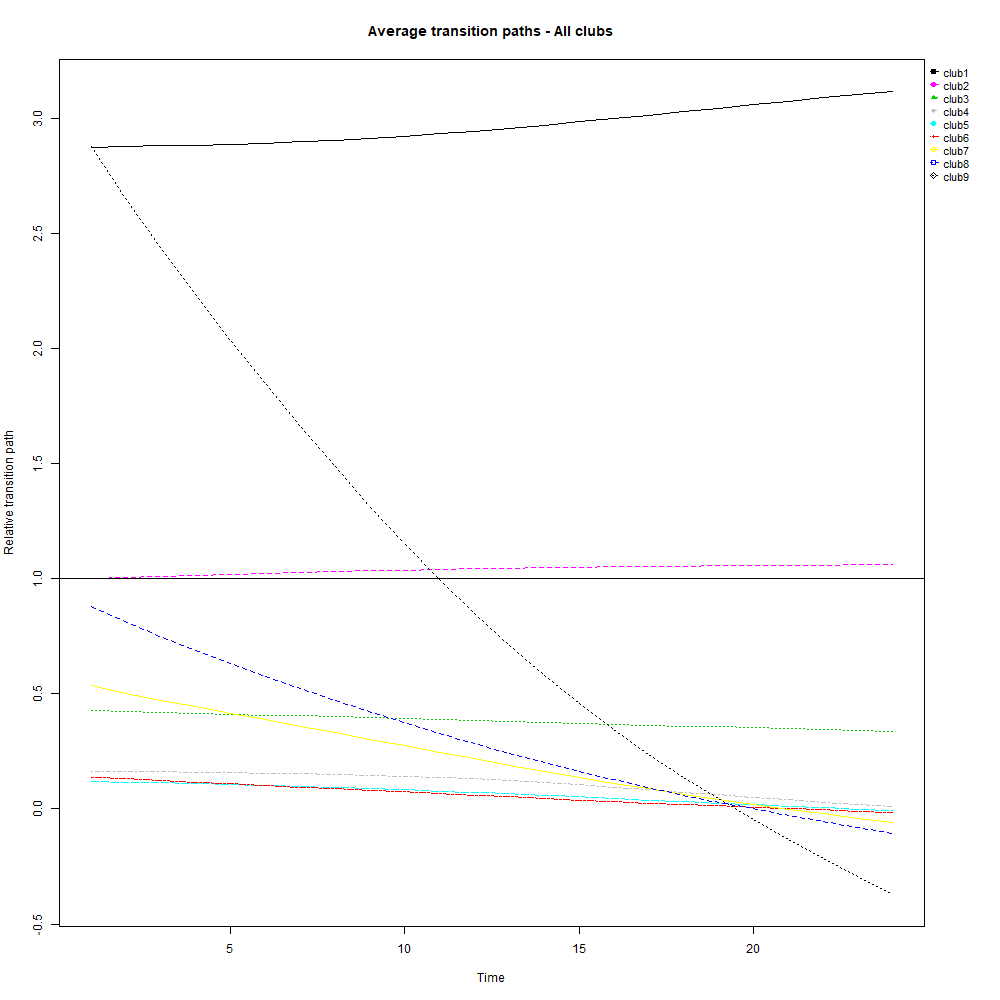 Average transition paths - All clubs
club1
club2
club3
club4
club5
club6
club7
club8
club9
Relative transition path
3.0
2.5
2.0
1.5
1.0
0.5
0.0
-0.5
5
10
15
20
Time